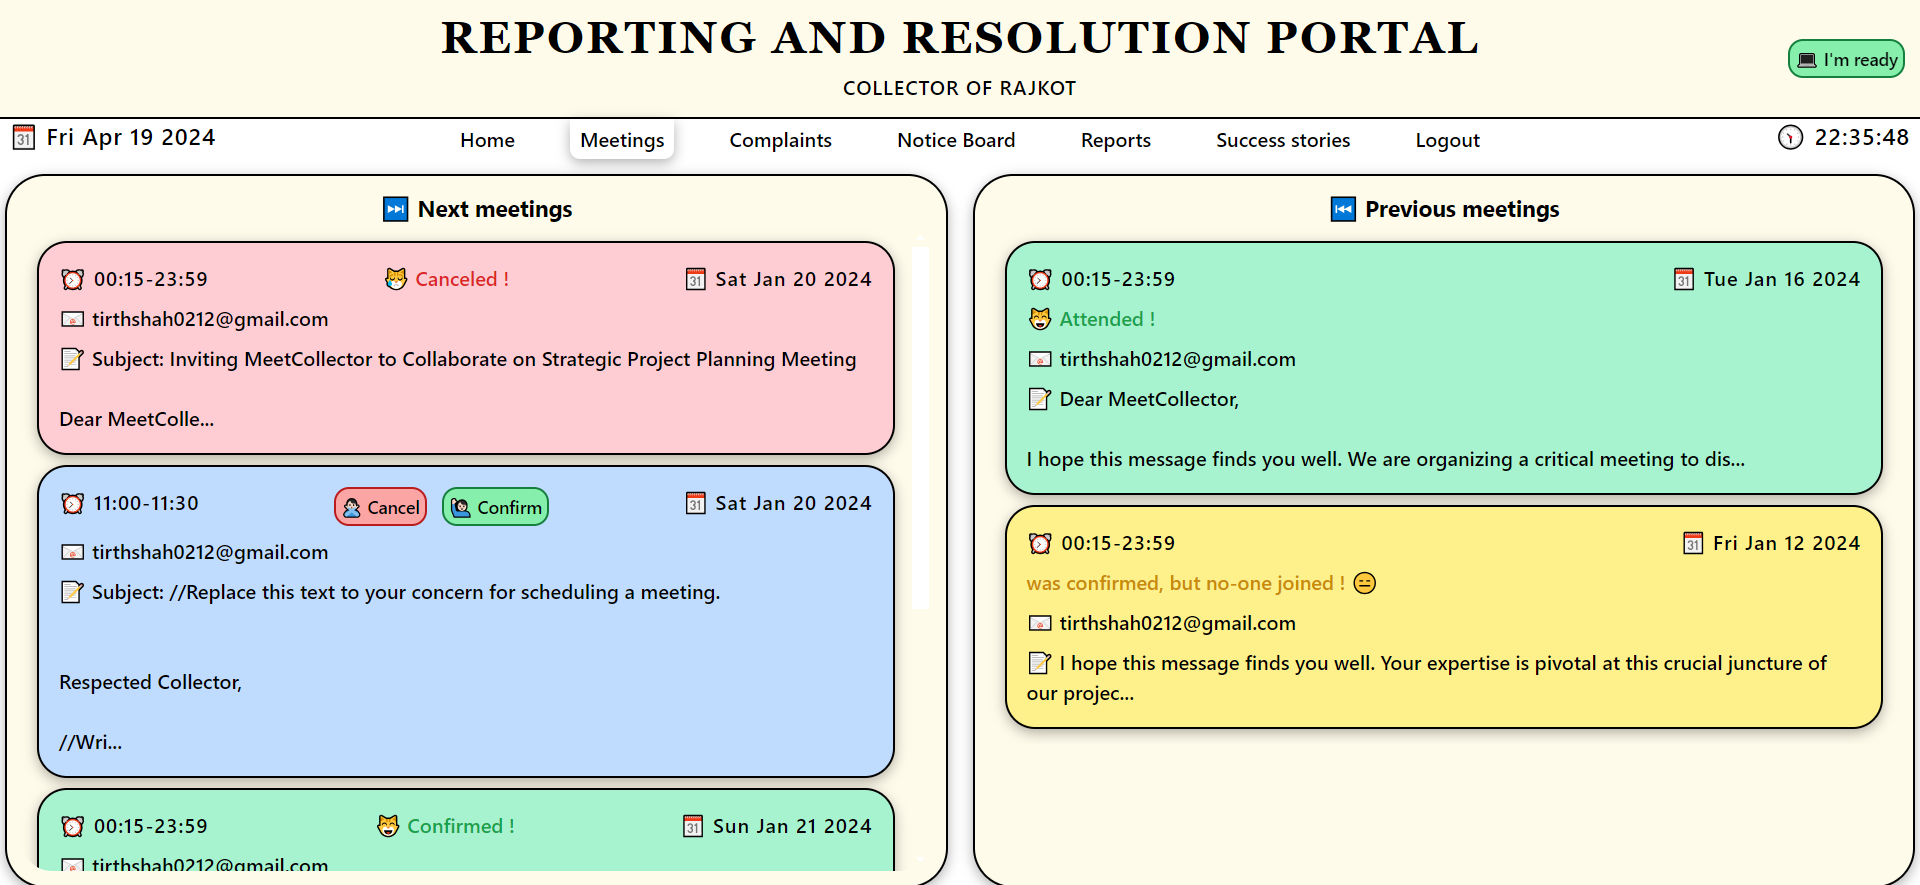 REPORTING AND RESOLUTION PORTAL
COLLECTOR OF RAJKOT
I'm ready
Fri Apr 19 2024
Home
Meetings
Complaints
Notice Board
Reports
Success stories
Logout
22:35:48
Next meetings
00:15-23:59
Canceled !
Sat Jan 20 2024
tirthshah0212@gmail.com
Subject: Inviting MeetCollector to Collaborate on Strategic Project Planning Meeting
Dear MeetColle...
11:00-11:30
Cancel
Confirm
Sat Jan 20 2024
tirthshah0212@gmail.com
Subject: //Replace this text to your concern for scheduling a meeting.
Respected Collector,
//Wri...
00:15-23:59
Confirmed !
Sun Jan 21 2024
tirthshah0212@gmail.com
Previous meetings
00:15-23:59
Tue Jan 16 2024
Attended !
tirthshah0212@gmail.com
Dear MeetCollector,
I hope this message finds you well. We are organizing a critical meeting to dis...
00:15-23:59
Fri Jan 12 2024
was confirmed, but no-one joined !
tirthshah0212@gmail.com
I hope this message finds you well. Your expertise is pivotal at this crucial juncture of
our projec...